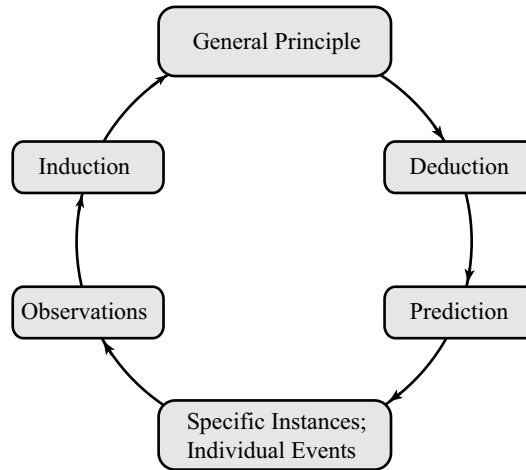 General Principle
Induction
Deduction
Observations
Prediction
Specific Instances;
Individual Events